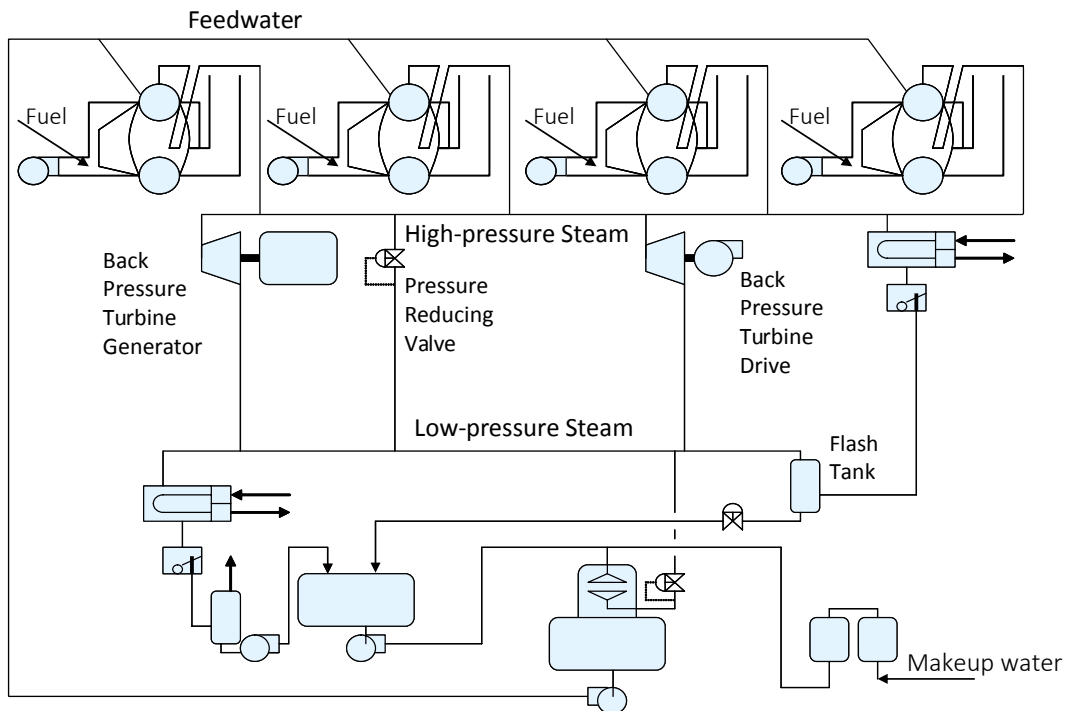 Feedwater
Fuel
Fuel
Fuel
Fuel
High-pressure Steam
Back
Pressure
Turbine
Generator
Pressure
Reducing
Valve
Back
Pressure
Turbine
Drive
Low-pressure Steam
Flash
Tank
Makeup water